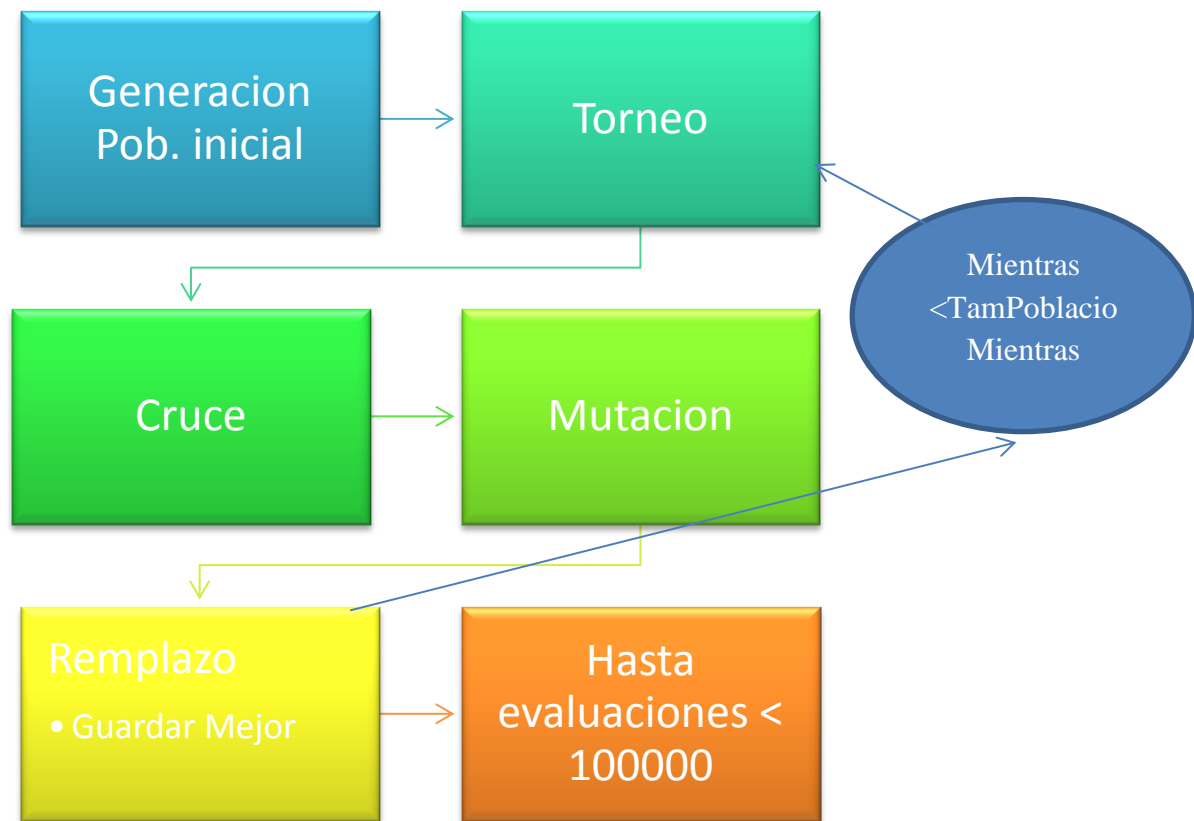 Generacion
Pob. inicial
Torneo
Mientras
<TamPoblacio
Mientras
Cruce
Mutacion
Remplazo
• Guardar Mejor
Hasta
evaluaciones <
100000